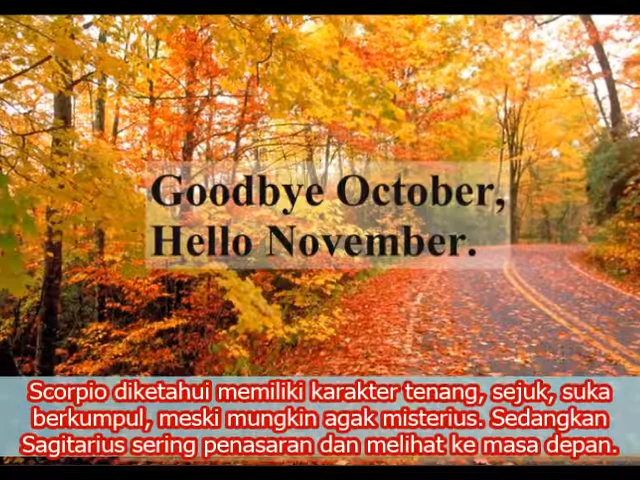 Goodbye October,
Hello November.
Scorpio diketahui memiliki karakter tenang, sejuk, suka
berkumpul, meski mungkin agak misterius. Sedangkan
Sagitarius sering penasaran dan melihat ke masa depan.